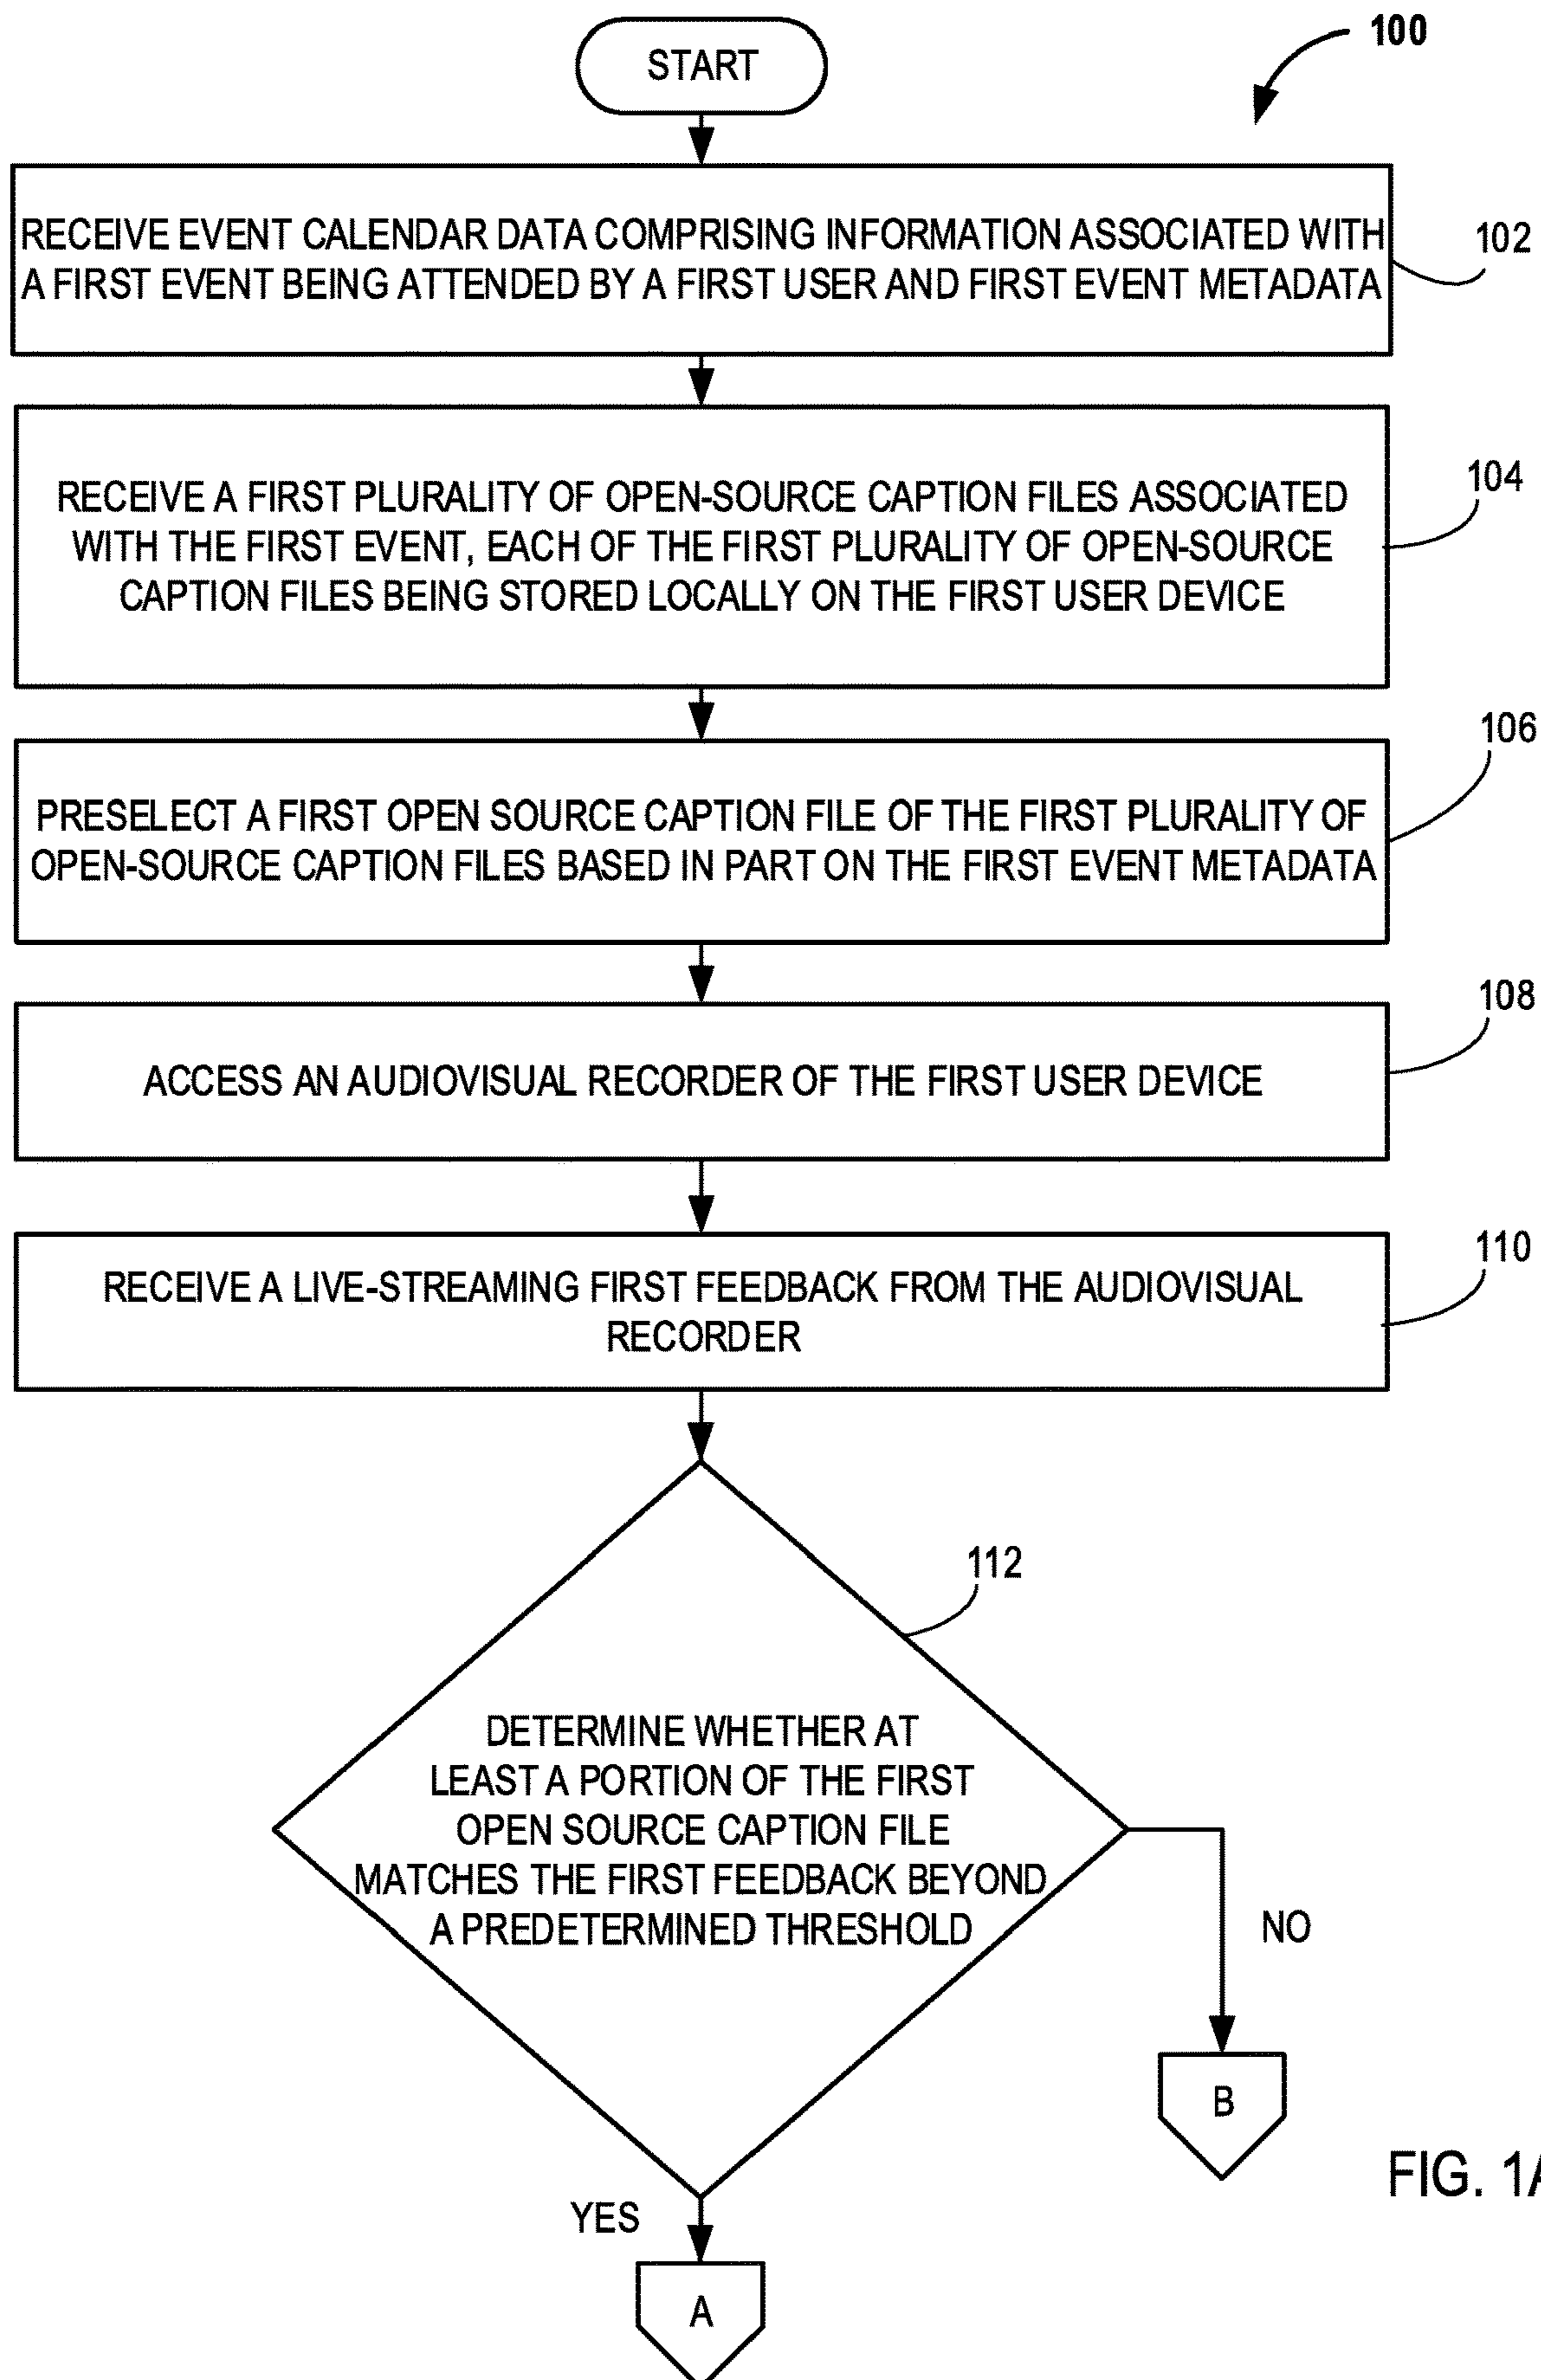 100
START
RECEIVE EVENT CALENDAR DATA COMPRISING INFORMATION ASSOCIATED WITH
A FIRST EVENT BEING ATTENDED BY A FIRST USER AND FIRST EVENT METADATA
102
RECEIVE A FIRST PLURALITY OF OPEN-SOURCE CAPTION FILES ASSOCIATED
WITH THE FIRST EVENT, EACH OF THE FIRST PLURALITY OF OPEN-SOURCE
CAPTION FILES BEING STORED LOCALLY ON THE FIRST USER DEVICE
104
PRESELECT A FIRST OPEN SOURCE CAPTION FILE OF THE FIRST PLURALITY OF
OPEN-SOURCE CAPTION FILES BASED IN PART ON THE FIRST EVENT METADATA
106
ACCESS AN AUDIOVISUAL RECORDER OF THE FIRST USER DEVICE
108
RECEIVE A LIVE-STREAMING FIRST FEEDBACK FROM THE AUDIOVISUAL
RECORDER
110
112
DETERMINE WHETHER AT
LEAST A PORTION OF THE FIRST
OPEN SOURCE CAPTION FILE
MATCHES THE FIRST FEEDBACK BEYOND
A PREDETERMINED THRESHOLD
NO
B
FIG. 1A
YES
A